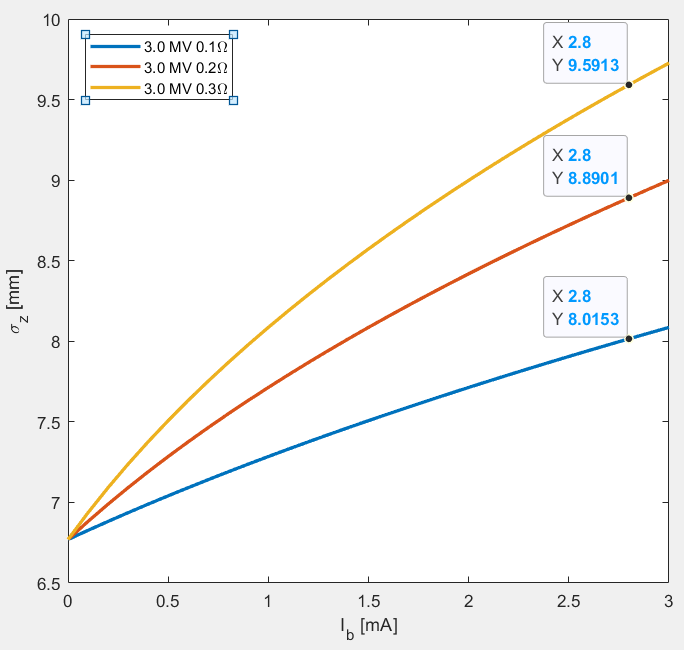 10
3.0 MV 0.1Ω
3.0 MV 0.2Ω
3.0 MV 0.3Ω
X 2.8
Y 9.5913
9.5
X 2.8
Y 8.8901
9
8.5
X 2.8
Y 8.0153
σz [mm]
8
7.5
7
6.5
0 0.5 1 1.5 2 2.5 3
Ib [mA]